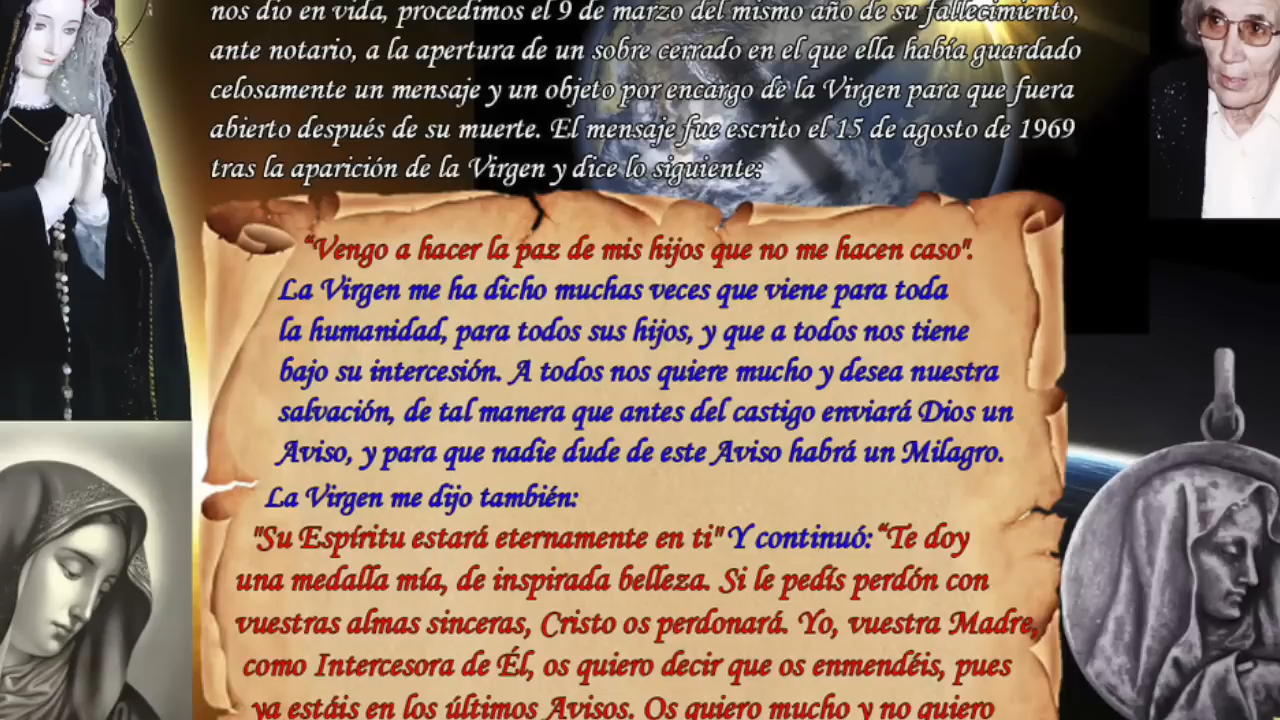 nos dio en vida, procedimos el 9 de marzo del mismo año de su fallecimiento,
ante notario, a la apertura de un sobre cerrado en el que ella había guardado
celosamente un mensaje y un objeto por encargo de la Virgen para que fuera
abierto después de su muerte. El mensaje fue escrito el 15 de agosto de 1969
tras la aparición de la Virgen y dice lo siguiente:
“Vengo a hacer la paz de mis hijos que no me hacen caso".
La Virgen me ha dicho muchas veces que viene para toda
la humanidad, para todos sus hijos, y que a todos nos tiene
bajo su intercesión. A todos nos quiere mucho y desea nuestra
salvación, de tal manera que antes del castigo enviará Dios un
Aviso, y para que nadie dude de este Aviso habrá un Milagro.
La Virgen me dijo también:
"Su Espíritu estará eternamente en ti" Y continuó: “Te doy
una medalla mía, de inspirada belleza. Si le pedís perdón con
vuestras almas sinceras, Cristo os perdonará. Yo, vuestra Madre,
como Intercesora de Él, os quiero decir que os enmendéis, pues
ya estáis en los últimos Avisos. Os quiero mucho y no quiero